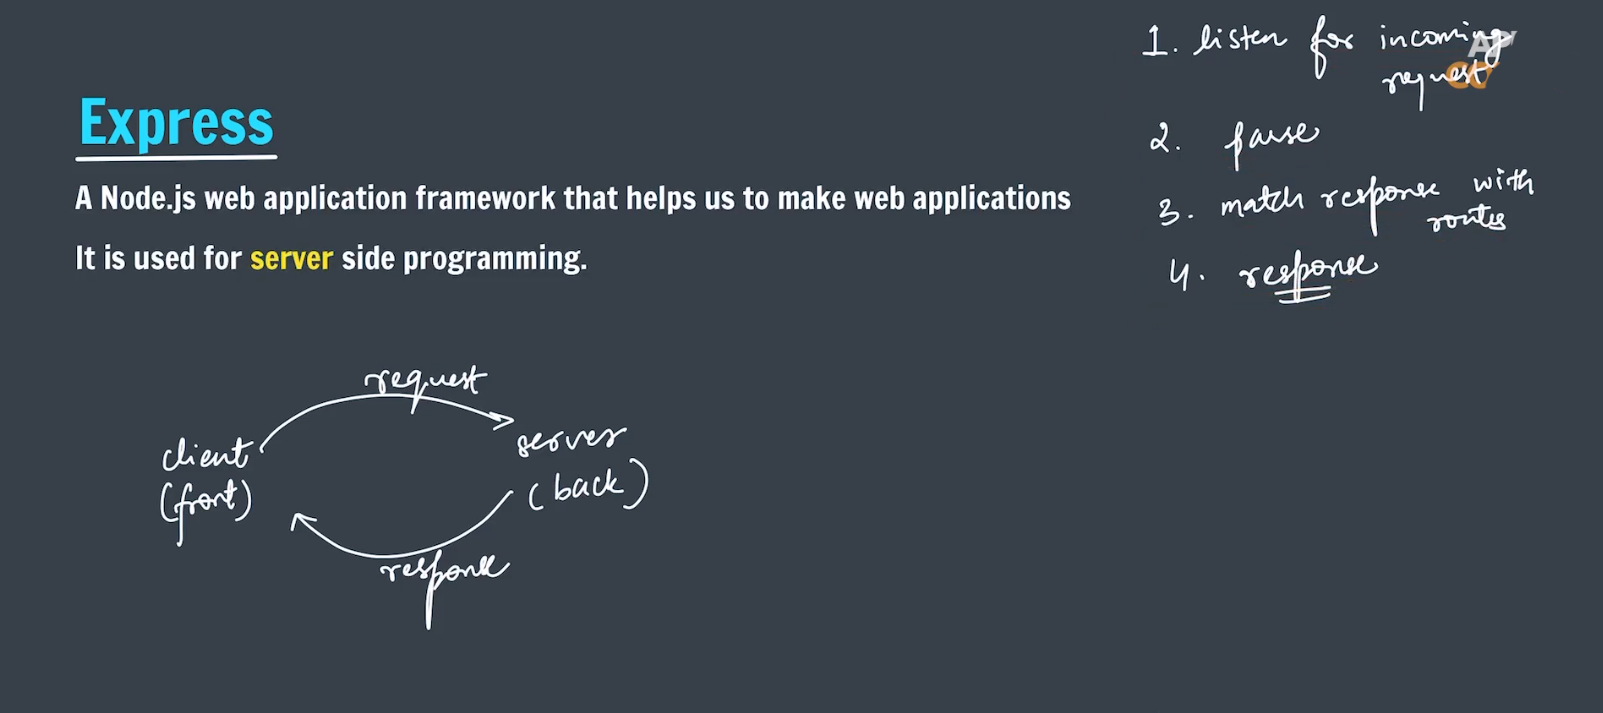 Express
A Node.js web application framework that helps us to make web applications
It is used for server side programming.
1. listen for incoming
request
2. parse
3. match response with
routes
4. response
request
client
(front)
server
(back)
response